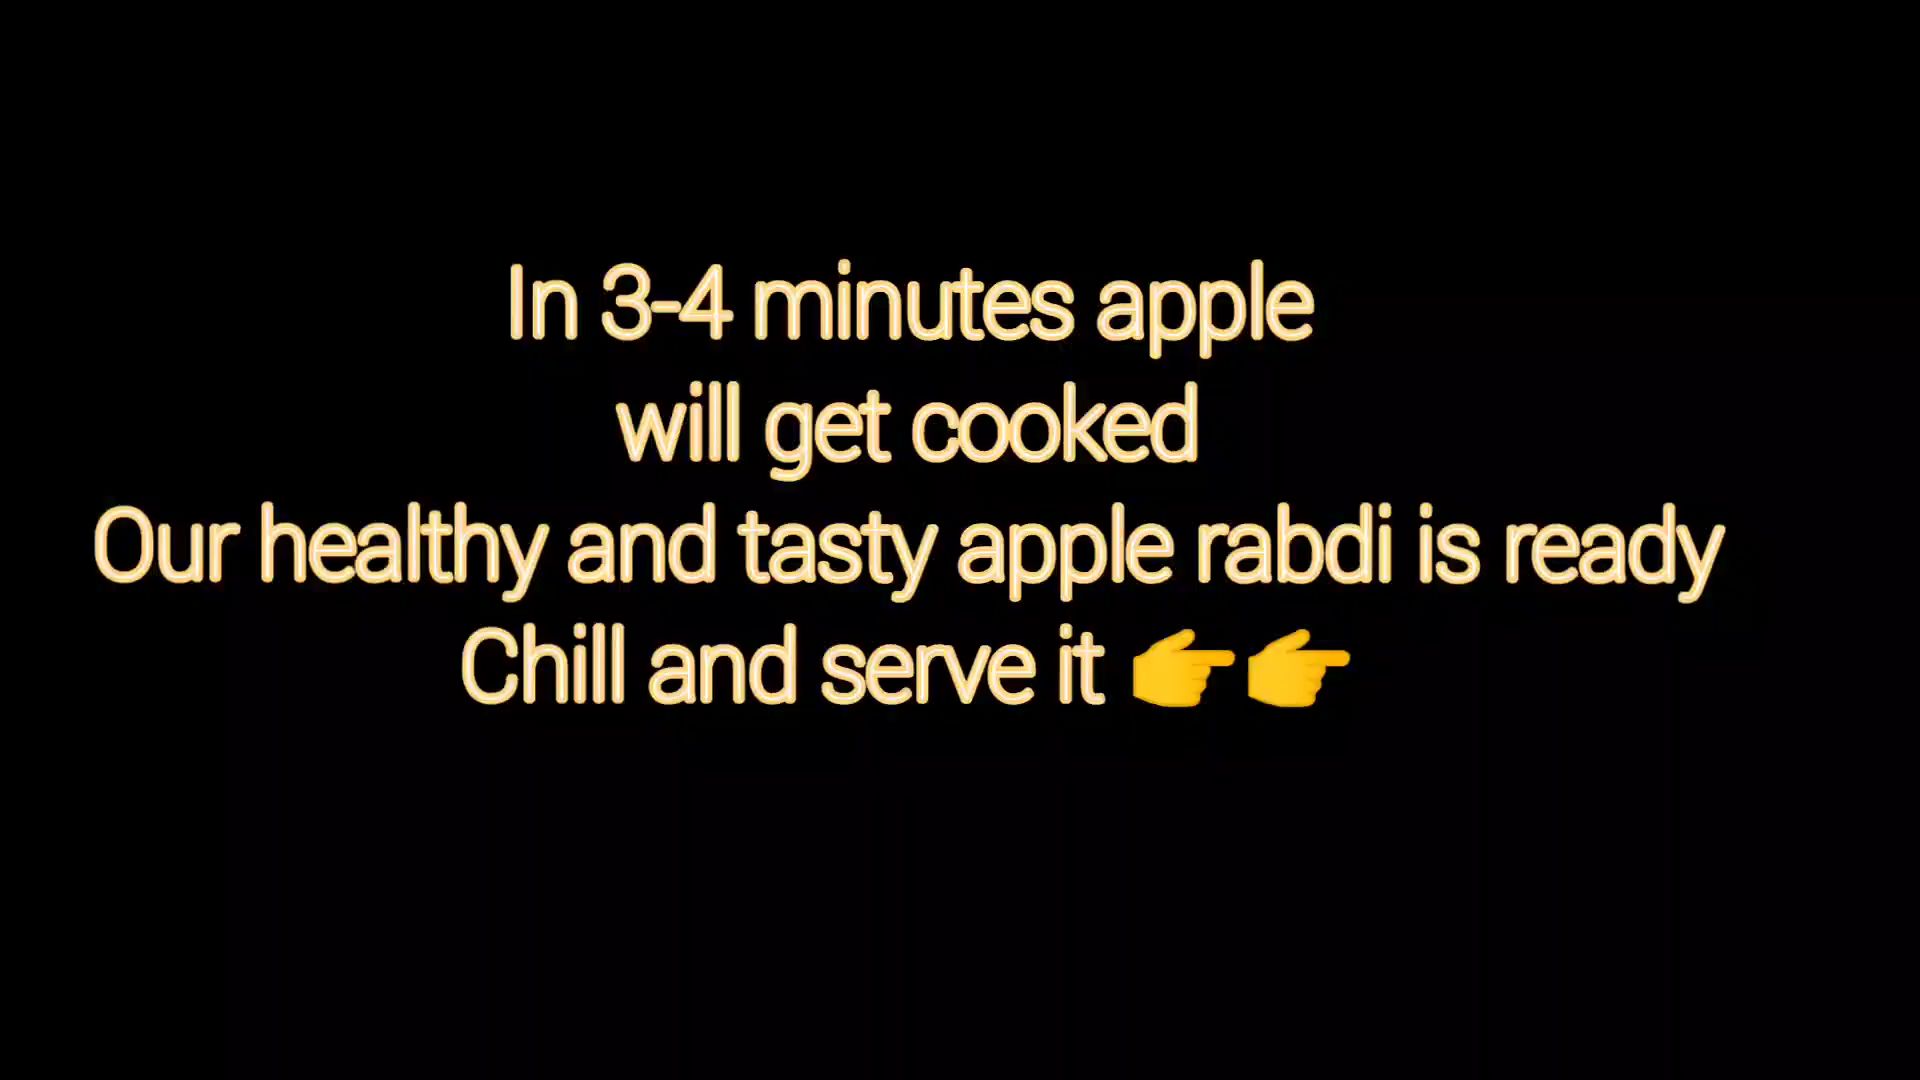 In 3-4 minutes apple
will get cooked
Our healthy and tasty apple rabdi is ready
Chill and serve it 👉👉